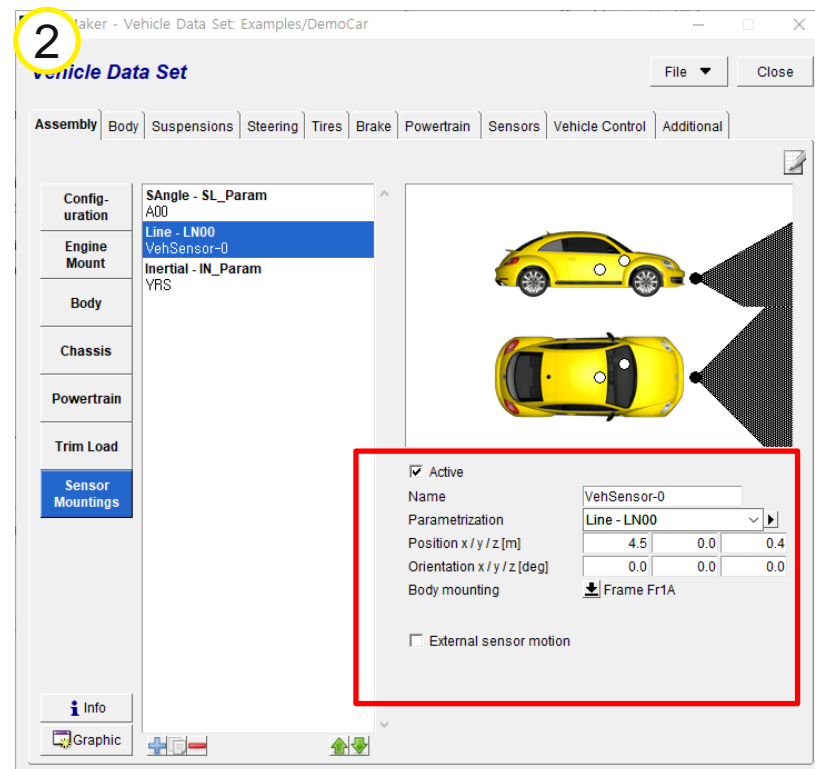 2
Maker - Vehicle Data Set: Examples/DemoCar
Vehicle Data Set
File
Close
Assembly Body Suspensions Steering Tires Brake Powertrain Sensors Vehicle Control Additional
Config-
uration
Engine
Mount
Body
Chassis
Powertrain
Trim Load
Sensor
Mountings
Info
Graphic
SAngle - SL_Param
A00
Line - LN00
VehSensor-0
Inertial - IN_Param
YRS
Active
Name VehSensor-0
Parametrization Line - LN00
Position x / y / z [m] 4.5 0.0 0.4
Orientation x / y / z [deg] 0.0 0.0 0.0
Body mounting Frame Fr1A
External sensor motion